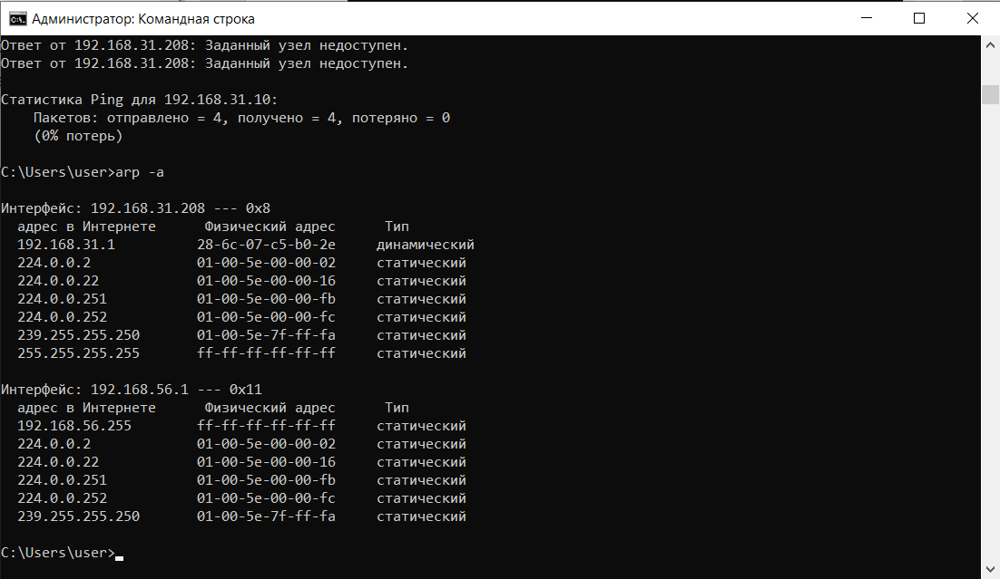 Администратор: Командная строка
Ответ от 192.168.31.208: Заданный узел недоступен.
Ответ от 192.168.31.208: Заданный узел недоступен.
Статистика Ping для 192.168.31.10:
Пакетов: отправлено = 4, получено = 4, потеряно = 0
(0% потерь)
C:\Users\user>arp -a
Интерфейс: 192.168.31.208 --- 0x8
адрес в Интернете Физический адрес Тип
192.168.31.1 28-6c-07-c5-b0-2e динамический
224.0.0.2 01-00-5e-00-00-02 статический
224.0.0.22 01-00-5e-00-00-16 статический
224.0.0.251 01-00-5e-00-00-fb статический
224.0.0.252 01-00-5e-00-00-fc статический
239.255.255.250 01-00-5e-7f-ff-fa статический
255.255.255.255 ff-ff-ff-ff-ff-ff статический
Интерфейс: 192.168.56.1 --- 0x11
адрес в Интернете Физический адрес Тип
192.168.56.255 ff-ff-ff-ff-ff-ff статический
224.0.0.2 01-00-5e-00-00-02 статический
224.0.0.22 01-00-5e-00-00-16 статический
224.0.0.251 01-00-5e-00-00-fb статический
224.0.0.252 01-00-5e-00-00-fc статический
239.255.255.250 01-00-5e-7f-ff-fa статический
C:\Users\user>